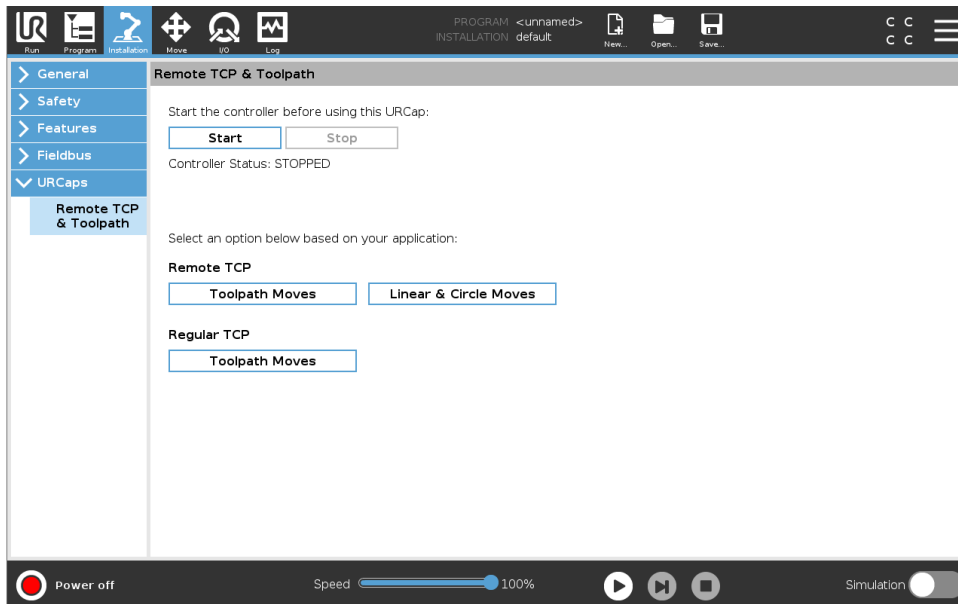 UR
Run
Program
Installation
Move
I/O
Log
PROGRAM <unnamed>
INSTALLATION default
New...
Open...
Save...
C C
C C
General
Safety
Features
Fieldbus
URCaps
Remote TCP
& Toolpath
Remote TCP & Toolpath
Start the controller before using this URCap:
Start
Stop
Controller Status: STOPPED
Select an option below based on your application:
Remote TCP
Toolpath Moves
Linear & Circle Moves
Regular TCP
Toolpath Moves
Power off
Speed
100%
Simulation